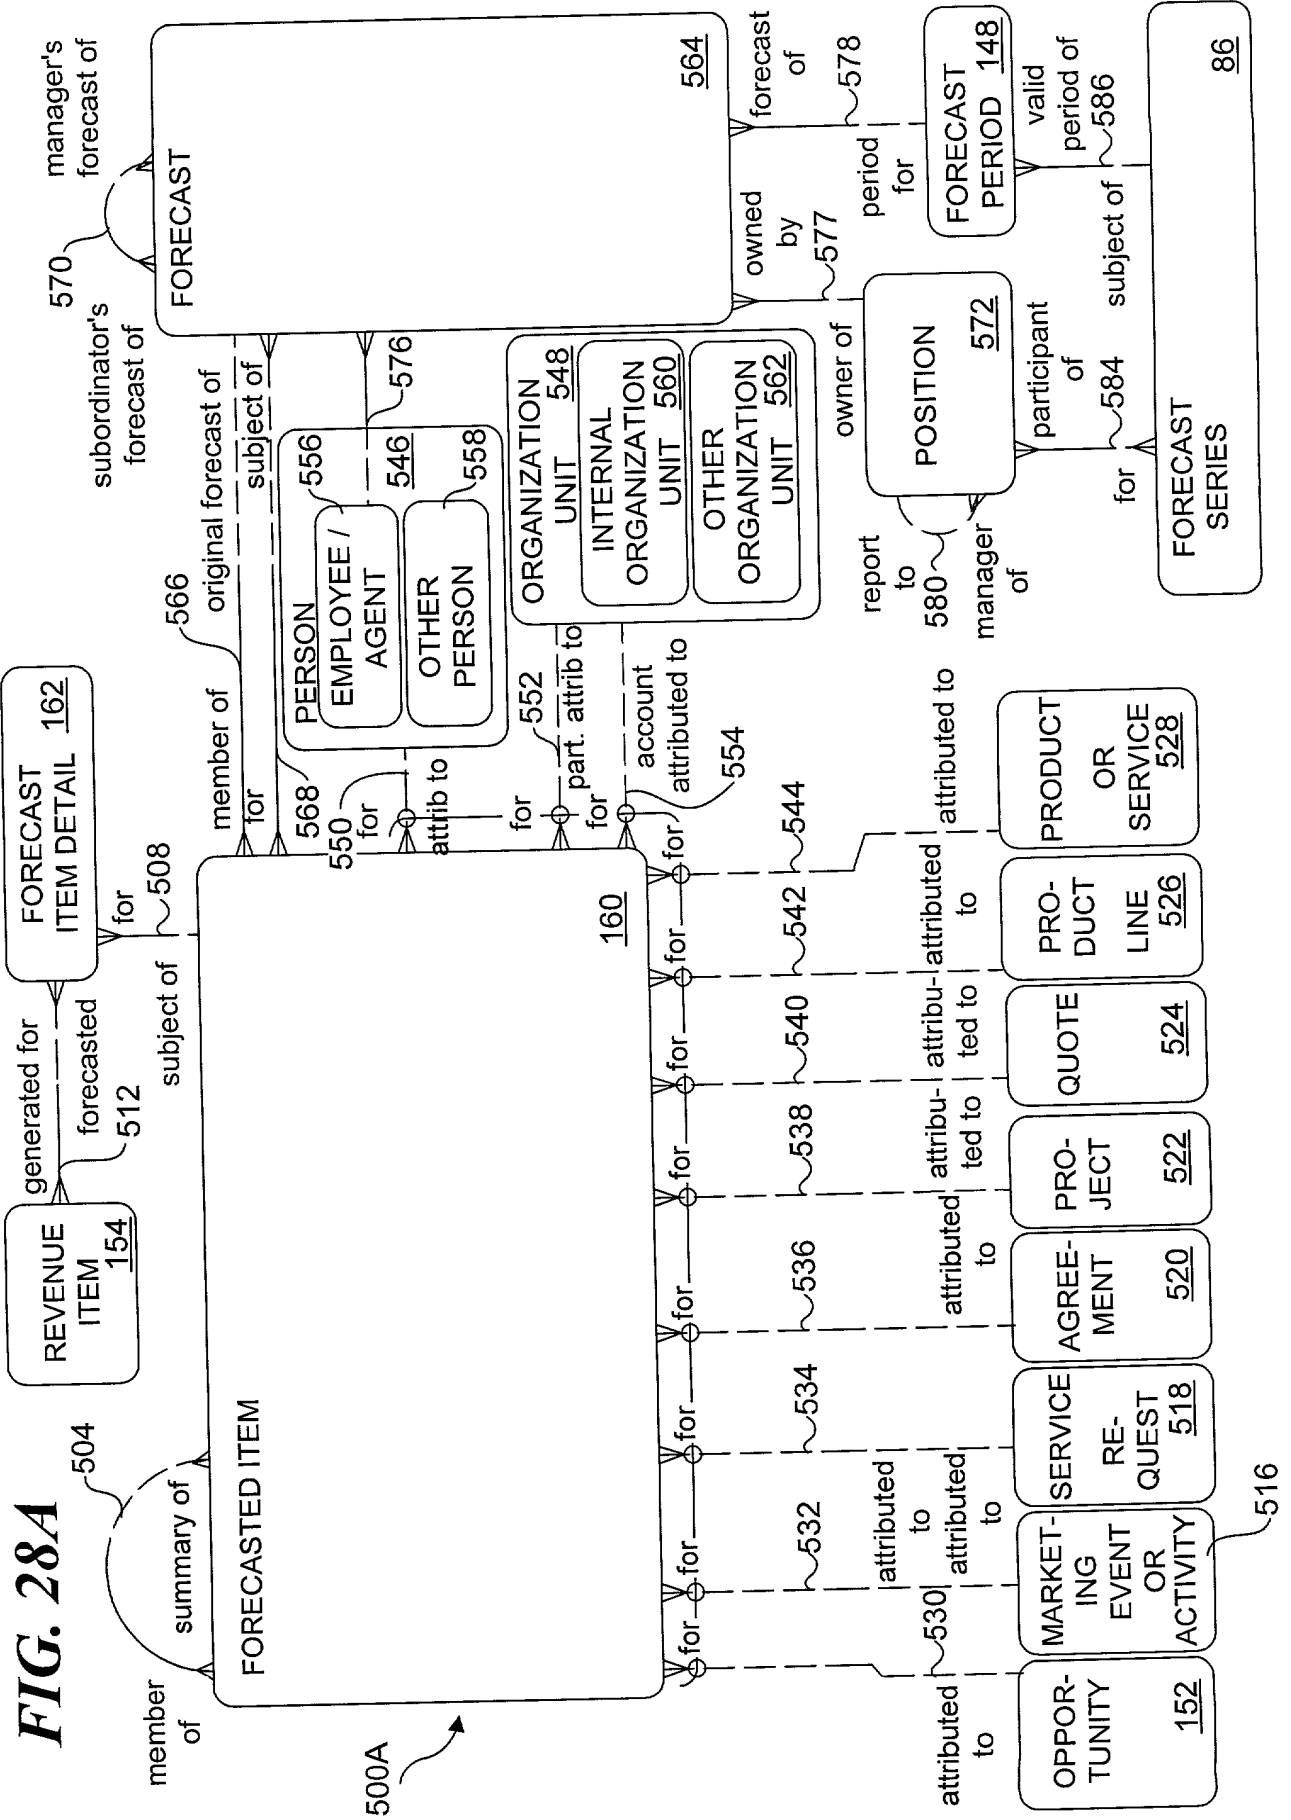 FIG. 28A
500A
504
member
of
summary of
REVENUE
ITEM
154
512
generated for
forecasted
FORECAST
ITEM DETAIL
162
for
508
subject of
FORECASTED ITEM
160
566
member of
original forecast of
for
subject of
568
570
subordinator's
forecast of
manager's
forecast of
FORECAST
564
PERSON
546
556
EMPLOYEE /
AGENT
558
OTHER
PERSON
576
550
for
attrib to
ORGANIZATION
UNIT
548
INTERNAL
ORGANIZATION
UNIT
560
OTHER
ORGANIZATION
UNIT
562
552
for
part. attrib to
for
account
attributed to
554
owned
by
577
owner of
forecast
of
578
period
for
FORECAST
PERIOD
148
valid
period of
586
subject of
POSITION
572
report
to
580
manager
of
participant
of
584
for
FORECAST
SERIES
86
for
for
for
for
for
for
for
for
530
532
534
536
538
540
542
544
attributed
to
attributed
to
attributed
to
attributed
to
attribu-
ted to
attribu-
ted to
attributed
to
attributed to
OPPOR-
TUNITY
152
MARKET-
ING
EVENT
OR
ACTIVITY
516
SERVICE
RE-
QUEST
518
AGREE-
MENT
520
PRO-
JECT
522
QUOTE
524
PRO-
DUCT
LINE
526
PRODUCT
OR
SERVICE
528